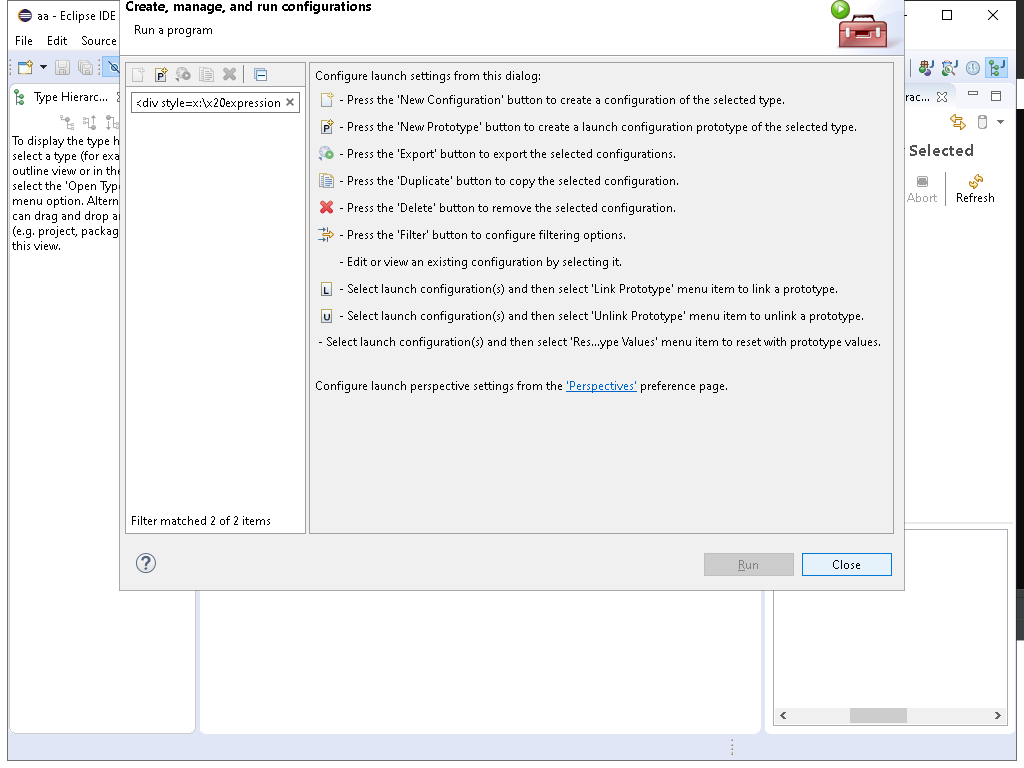 aa - Eclipse IDE
File Edit Source
Type Hierarc...
To display the type h
select a type (for exa
outline view or in the
select the 'Open Typ
menu option. Altern
can drag and drop a
(e.g. project, packag
this view.
Create, manage, and run configurations
Run a program
<div style=x:\x20expression
Filter matched 2 of 2 items
Configure launch settings from this dialog:
- Press the 'New Configuration' button to create a configuration of the selected type.
P - Press the 'New Prototype' button to create a launch configuration prototype of the selected type.
- Press the 'Export' button to export the selected configurations.
- Press the 'Duplicate' button to copy the selected configuration.
- Press the 'Delete' button to remove the selected configuration.
- Press the 'Filter' button to configure filtering options.
- Edit or view an existing configuration by selecting it.
L - Select launch configuration(s) and then select 'Link Prototype' menu item to link a prototype.
U - Select launch configuration(s) and then select 'Unlink Prototype' menu item to unlink a prototype.
- Select launch configuration(s) and then select 'Res...ype Values' menu item to reset with prototype values.
Configure launch perspective settings from the 'Perspectives' preference page.
? Run Close
rac...
Selected
Abort Refresh